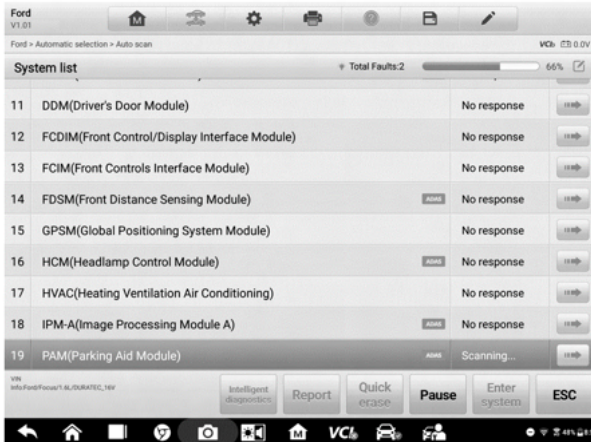 Ford
V1.01
Ford > Automatic selection > Auto scan
VCI 0.0V
System list
Total Faults:2
66%
11 DDM(Driver's Door Module) No response
12 FCDIM(Front Control/Display Interface Module) No response
13 FCIM(Front Controls Interface Module) No response
14 FDSM(Front Distance Sensing Module) ADAS No response
15 GPSM(Global Positioning System Module) No response
16 HCM(Headlamp Control Module) ADAS No response
17 HVAC(Heating Ventilation Air Conditioning) No response
18 IPM-A(Image Processing Module A) ADAS No response
19 PAM(Parking Aid Module) ADAS Scanning...
VIN
Info:Ford/Focus/1.6L/DURATEC_16V
Intelligent
diagnostics
Report
Quick
erase
Pause
Enter
system
ESC
VCI
48%